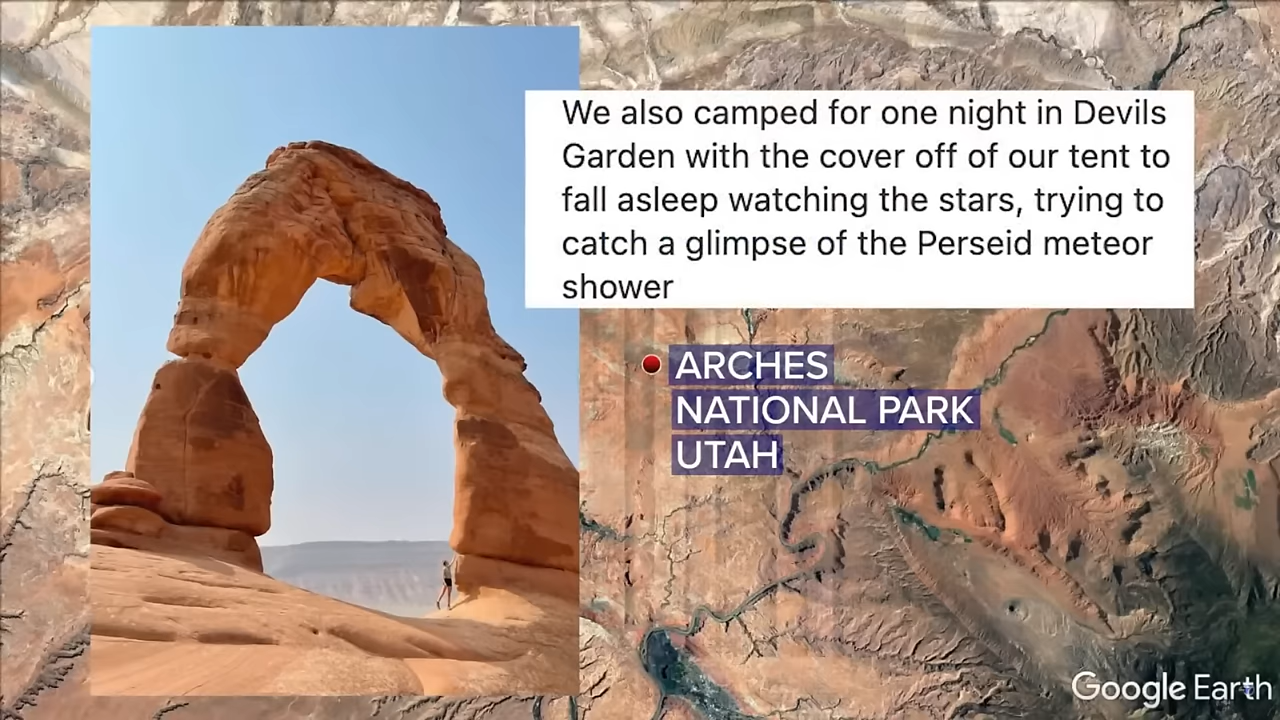 We also camped for one night in Devils
Garden with the cover off of our tent to
fall asleep watching the stars, trying to
catch a glimpse of the Perseid meteor
shower
ARCHES
NATIONAL PARK
UTAH
Google Earth